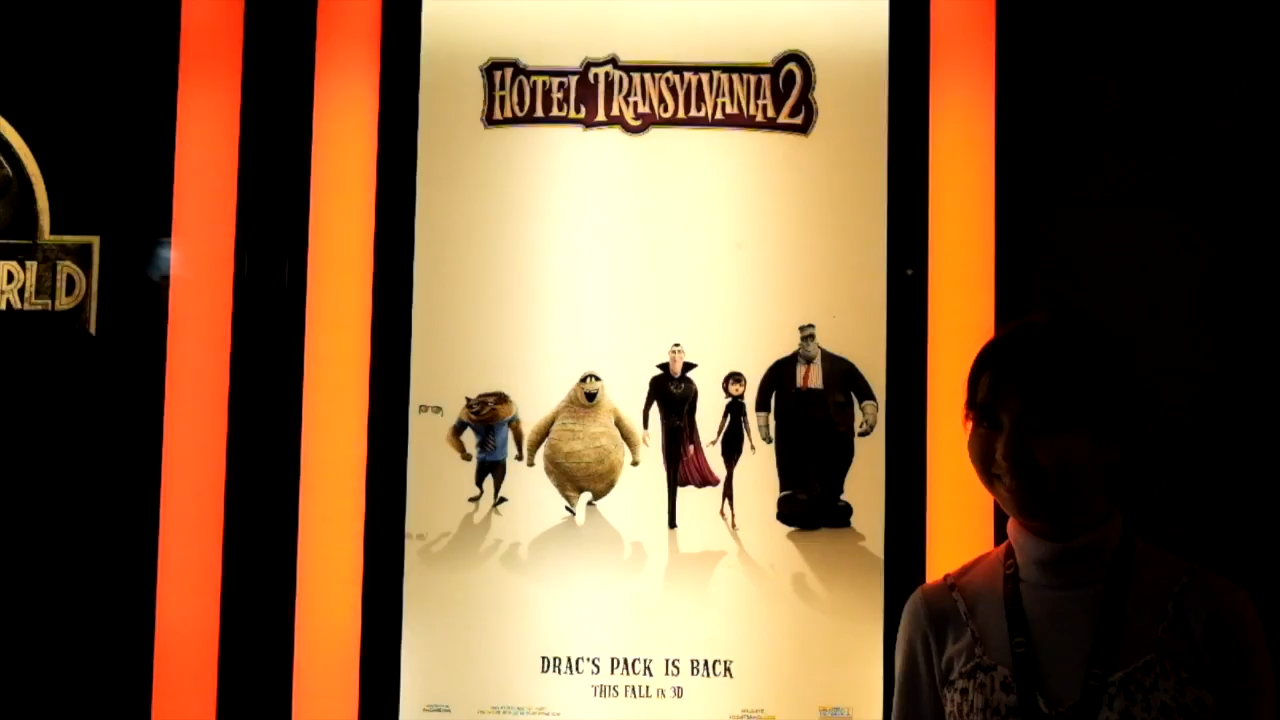 HOTEL TRANSYLVANIA 2
RLD
DRAC'S PACK IS BACK
THIS FALL IN 3D